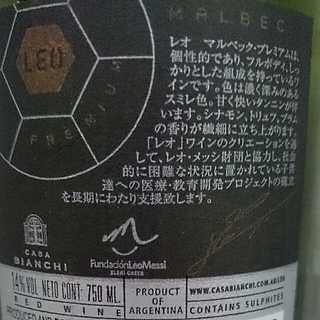 MALBEC
LEO
PREMIUM
レオ マルベック・プレミアムは、
個性的であり、フルボディ、しっ
かりとした組成を持っているワ
インです。色は濃く深みのある
スミレ色。甘く快いタンニンが
います。シナモン、トリュフ、プラム
の香りが繊細に立ち上がります。
「レオ」ワインのクリエーションを通
して、レオ・メッシ財団と協力し、社会
的に困難な状況に置かれている子供
達への医療・教育開発プロジェクトの確立
を長期にわたり支援致します。
CASA
BIANCHI
FundaciónLeoMessi
ELEGÍ CREER
14% VOL. NETO CONT: 750 ML.
RED WINE
PRODUCT
OF
ARGENTINA
WWW.CASABIANCHI.COM.AR
CONTAINS SULPHITES